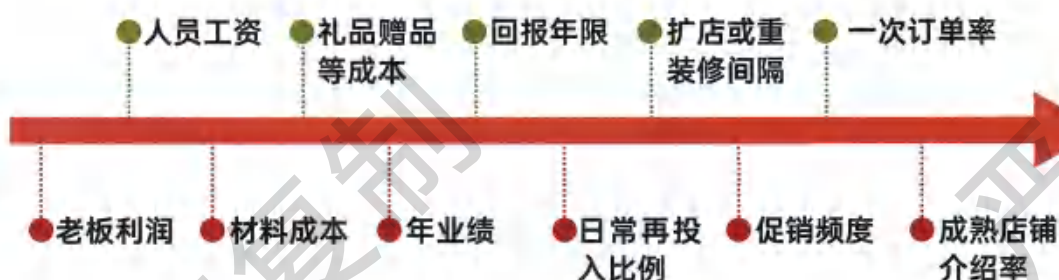 人员工资
礼品赠品
等成本
回报年限
扩店或重
装修间隔
一次订单率
老板利润
材料成本
年业绩
日常再投
入比例
促销频度
成熟店铺
介绍率
复制